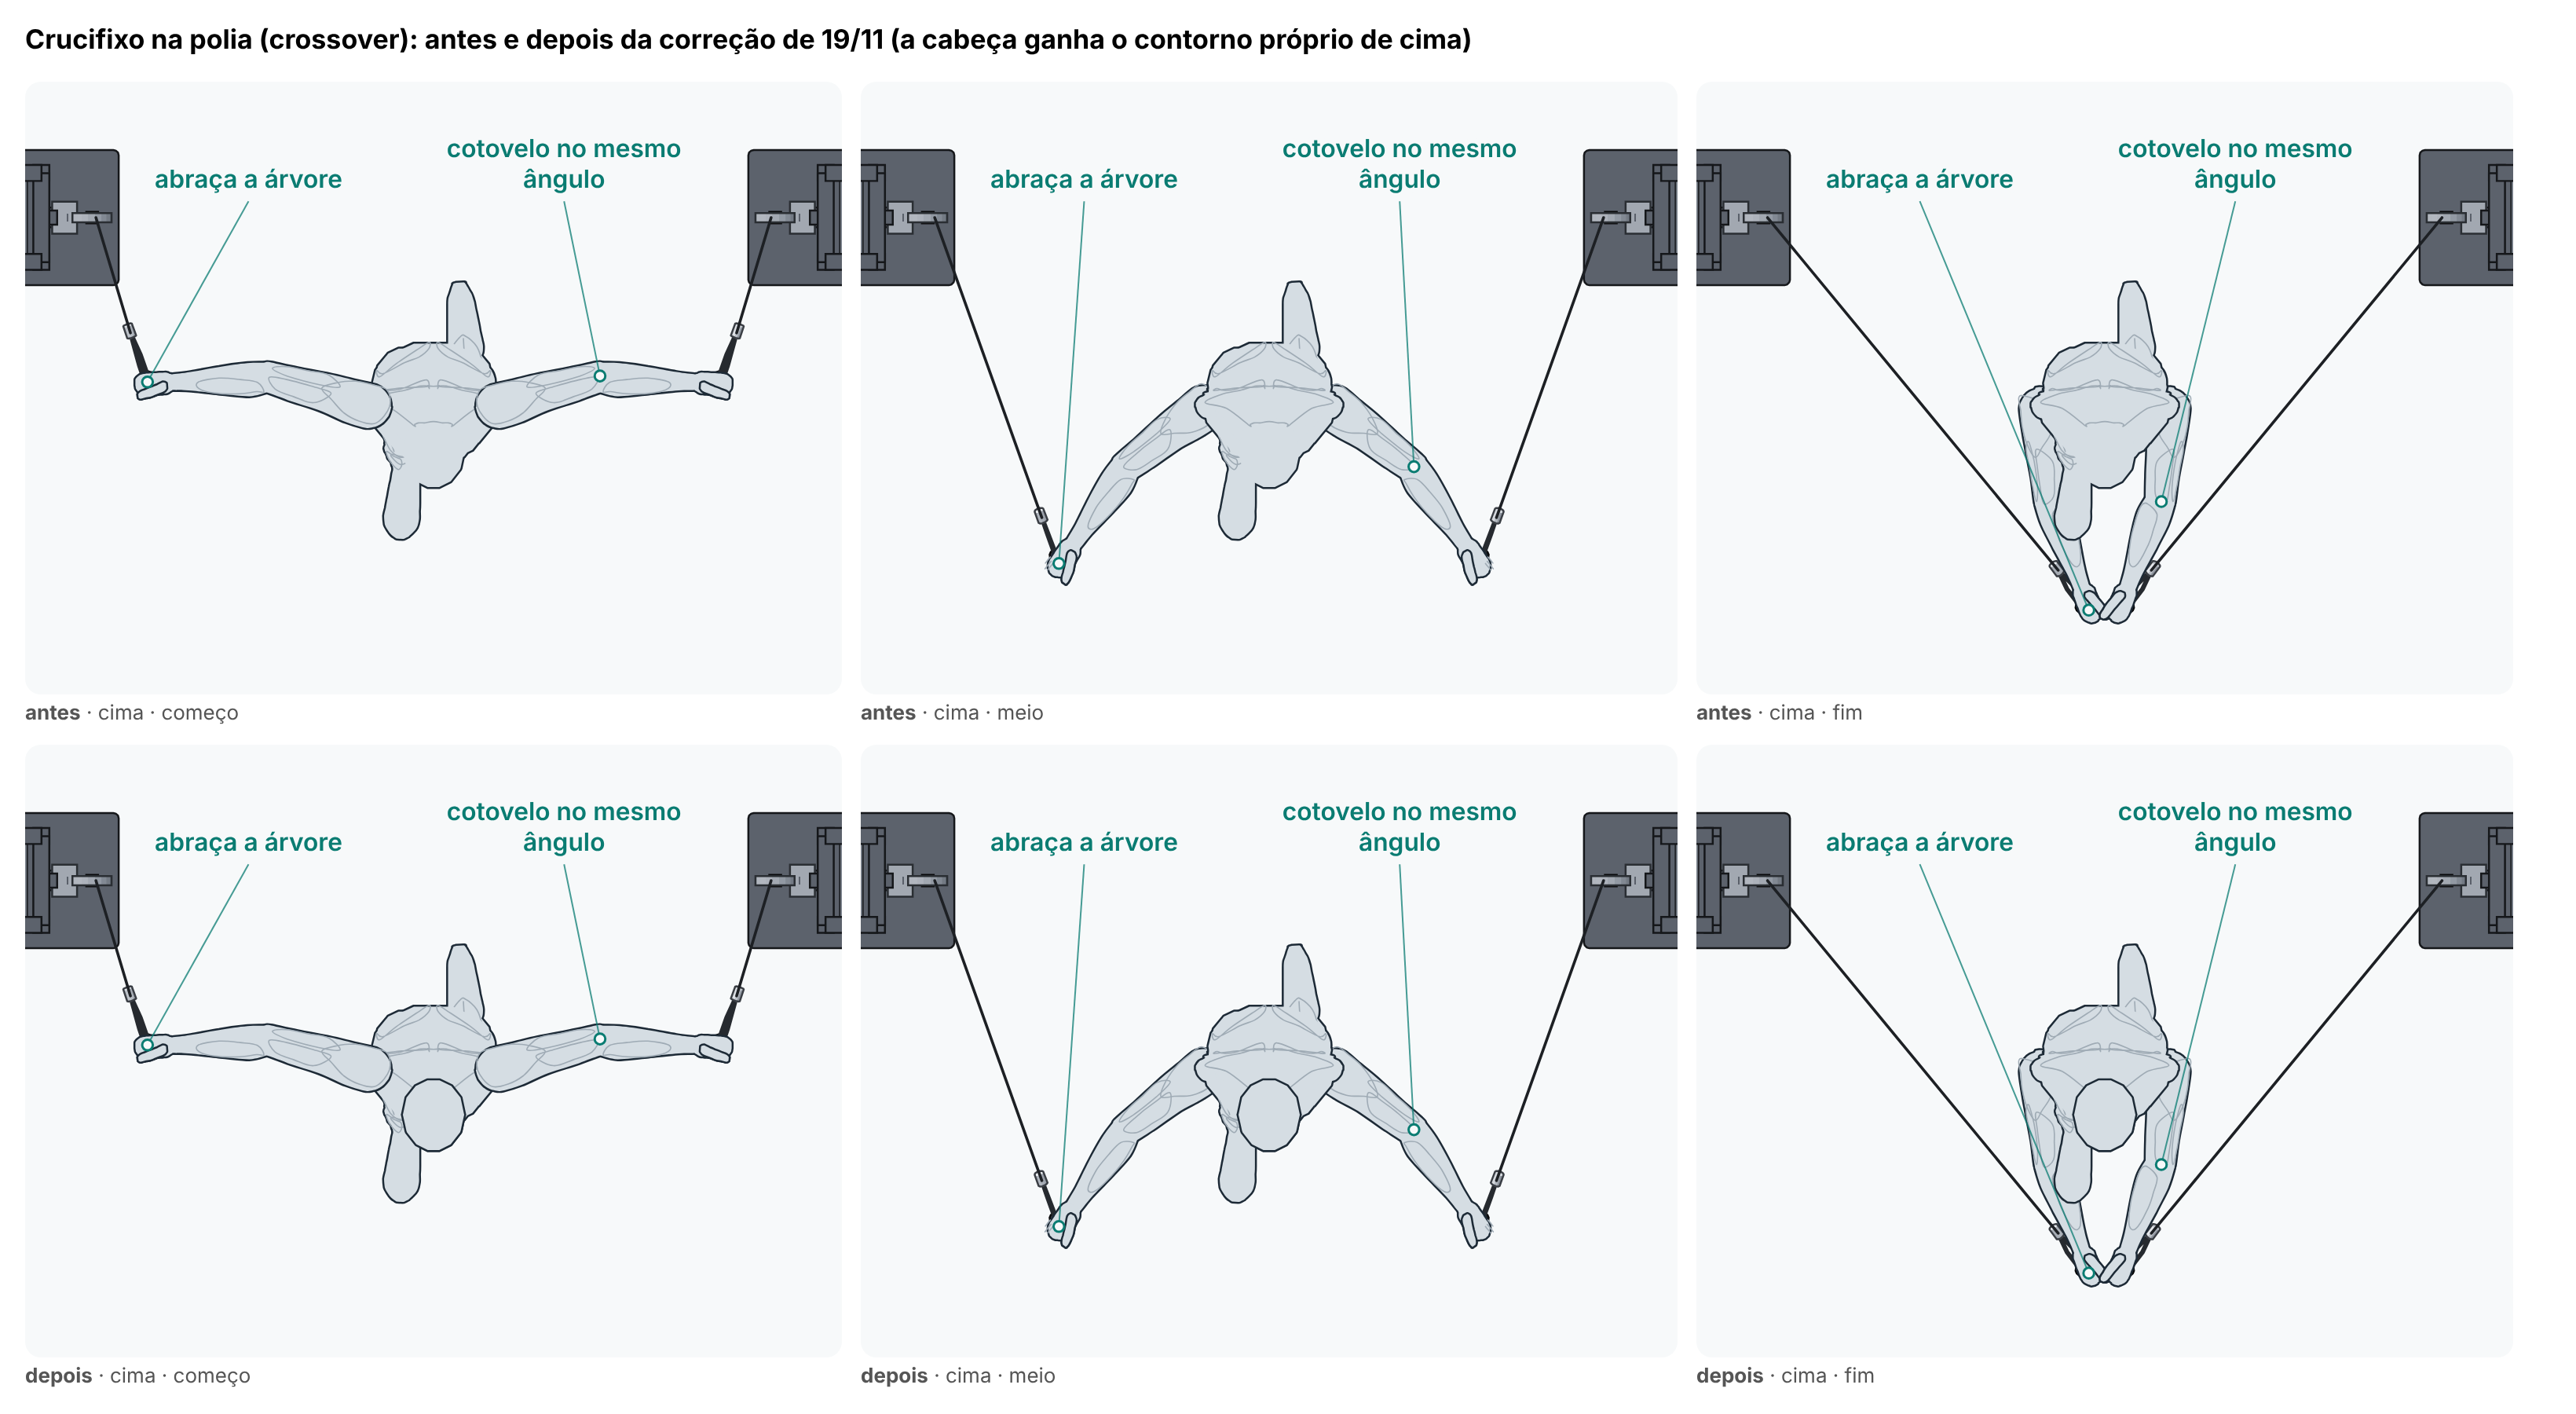 Crucifixo na polia (crossover): antes e depois da correção de 19/11 (a cabeça ganha o contorno próprio de cima)
abraça a árvore
cotovelo no mesmo
ângulo
abraça a árvore
cotovelo no mesmo
ângulo
abraça a árvore
cotovelo no mesmo
ângulo
antes · cima · começo
antes · cima · meio
antes · cima · fim
abraça a árvore
cotovelo no mesmo
ângulo
abraça a árvore
cotovelo no mesmo
ângulo
abraça a árvore
cotovelo no mesmo
ângulo
depois · cima · começo
depois · cima · meio
depois · cima · fim